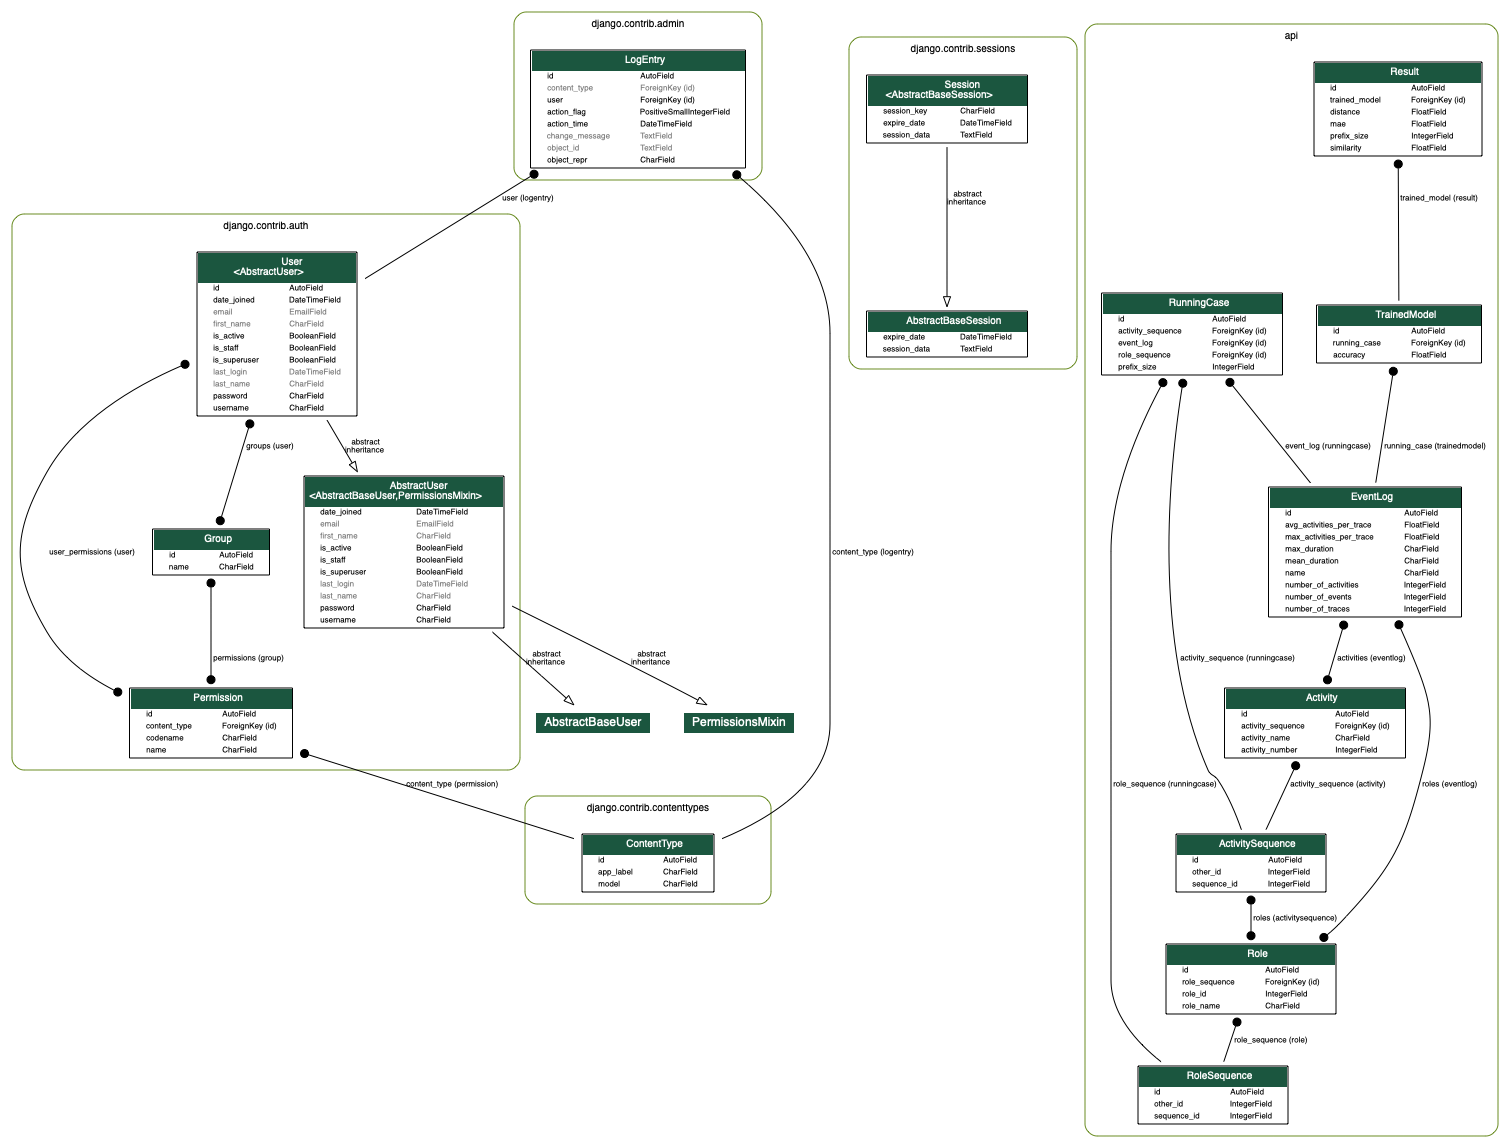 django.contrib.admin
LogEntry
id AutoField
content_type ForeignKey (id)
user ForeignKey (id)
action_flag PositiveSmallIntegerField
action_time DateTimeField
change_message TextField
object_id TextField
object_repr CharField
user (logentry)
django.contrib.auth
User
<AbstractUser>
id AutoField
date_joined DateTimeField
email EmailField
first_name CharField
is_active BooleanField
is_staff BooleanField
is_superuser BooleanField
last_login DateTimeField
last_name CharField
password CharField
username CharField
groups (user)
abstract
inheritance
AbstractUser
<AbstractBaseUser,PermissionsMixin>
date_joined DateTimeField
email EmailField
first_name CharField
is_active BooleanField
is_staff BooleanField
is_superuser BooleanField
last_login DateTimeField
last_name CharField
password CharField
username CharField
Group
id AutoField
name CharField
user_permissions (user)
permissions (group)
Permission
id AutoField
content_type ForeignKey (id)
codename CharField
name CharField
abstract
inheritance
abstract
inheritance
AbstractBaseUser
PermissionsMixin
content_type (logentry)
content_type (permission)
django.contrib.contenttypes
ContentType
id AutoField
app_label CharField
model CharField
django.contrib.sessions
Session
<AbstractBaseSession>
session_key CharField
expire_date DateTimeField
session_data TextField
abstract
inheritance
AbstractBaseSession
expire_date DateTimeField
session_data TextField
api
Result
id AutoField
trained_model ForeignKey (id)
distance FloatField
mae FloatField
prefix_size IntegerField
similarity FloatField
trained_model (result)
RunningCase
id AutoField
activity_sequence ForeignKey (id)
event_log ForeignKey (id)
role_sequence ForeignKey (id)
prefix_size IntegerField
TrainedModel
id AutoField
running_case ForeignKey (id)
accuracy FloatField
event_log (runningcase)
running_case (trainedmodel)
EventLog
id AutoField
avg_activities_per_trace FloatField
max_activities_per_trace FloatField
max_duration CharField
mean_duration CharField
name CharField
number_of_activities IntegerField
number_of_events IntegerField
number_of_traces IntegerField
activity_sequence (runningcase)
activities (eventlog)
Activity
id AutoField
activity_sequence ForeignKey (id)
activity_name CharField
activity_number IntegerField
role_sequence (runningcase)
activity_sequence (activity)
roles (eventlog)
ActivitySequence
id AutoField
other_id IntegerField
sequence_id IntegerField
roles (activitysequence)
Role
id AutoField
role_sequence ForeignKey (id)
role_id IntegerField
role_name CharField
role_sequence (role)
RoleSequence
id AutoField
other_id IntegerField
sequence_id IntegerField